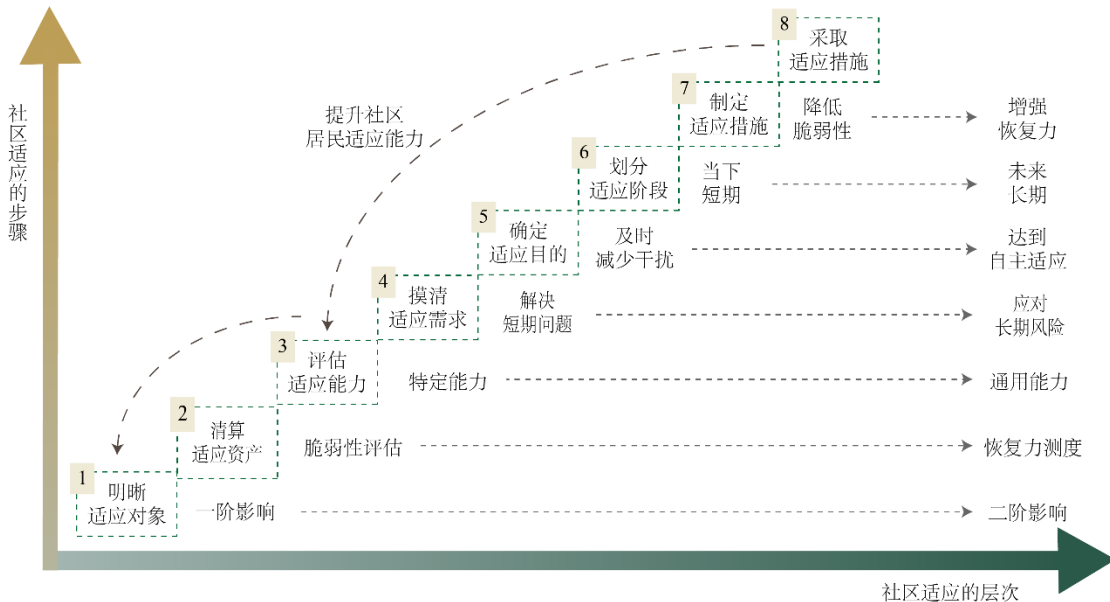 社区适应的步骤
8
采取
适应措施
7
制定
适应措施
降低
脆弱性
增强
恢复力
提升社区
居民适应能力
6
划分
适应阶段
当下
短期
未来
长期
5
确定
适应目的
及时
减少干扰
达到
自主适应
4
摸清
适应需求
解决
短期问题
应对
长期风险
3
评估
适应能力
特定能力
通用能力
2
清算
适应资产
脆弱性评估
恢复力测度
1
明晰
适应对象
一阶影响
二阶影响
社区适应的层次